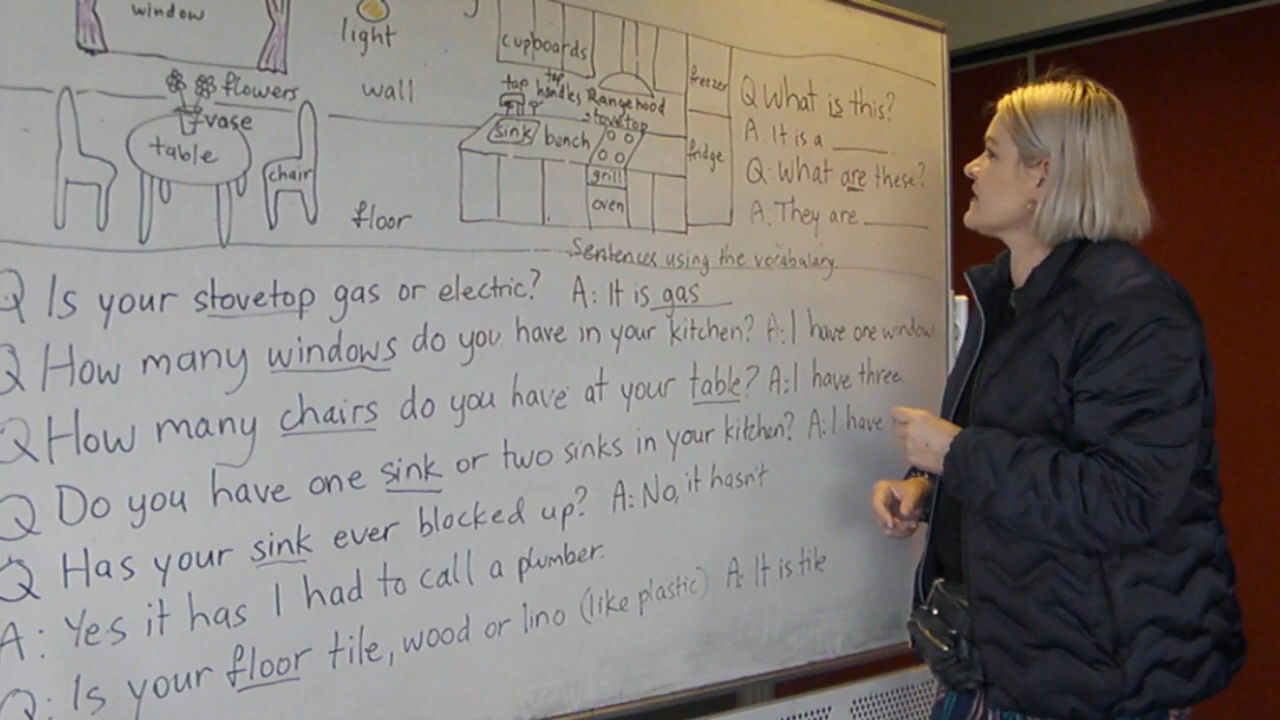 window
light
cupboards
freezer
flowers
wall
tap
tap
handles
Rangehood
stovetop
vase
table
sink
bench
fridge
chair
grill
oven
floor
Q What is this?
A: It is a ____.
Q: What are these?
A: They are ____
Sentences using the vocabulary
Q Is your stovetop gas or electric? A: It is gas
Q How many windows do you have in your kitchen? A: I have one window
Q How many chairs do you have at your table? A: I have three
Q Do you have one sink or two sinks in your kitchen? A: I have
Q Has your sink ever blocked up? A: No, it hasn't
A: Yes it has I had to call a plumber.
Q: Is your floor tile, wood or lino (like plastic) A: It is tile